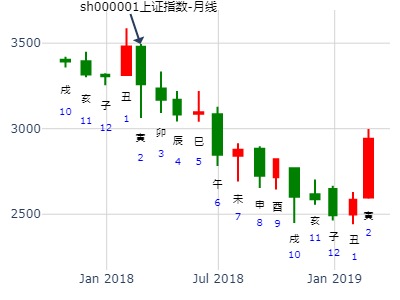 sh000001上证指数-月线
3500
3000
2500
戌 亥 子 丑 寅 卯 辰 巳 午 未 申 酉 戌 亥 子 丑 寅
10 11 12 1 2 3 4 5 6 7 8 9 10 11 12 1 2
Jan 2018 Jul 2018 Jan 2019